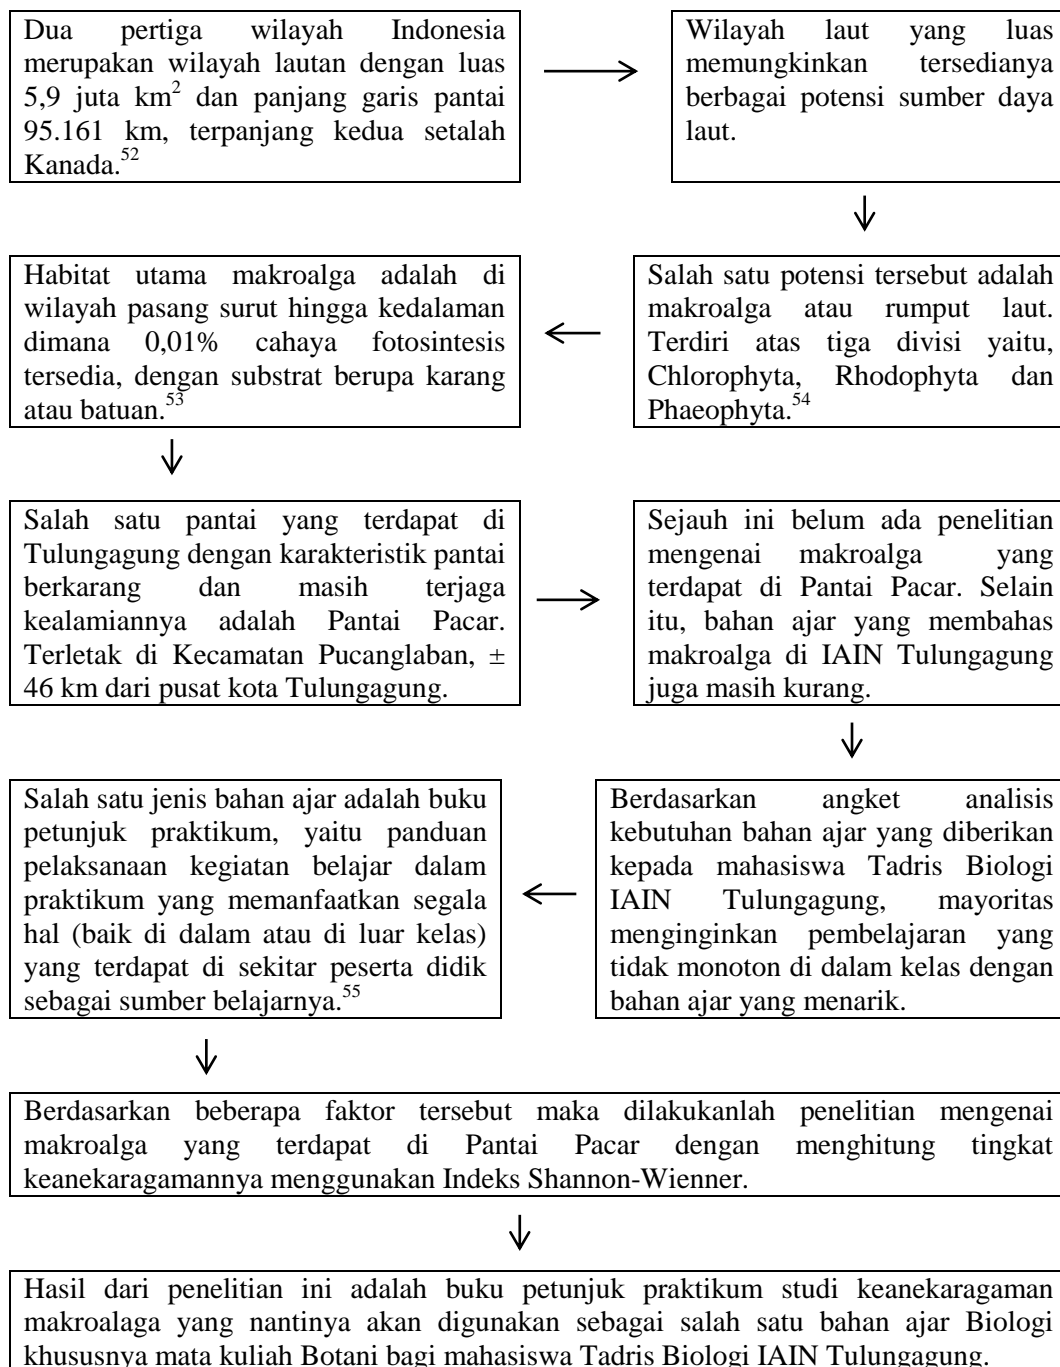 Dua pertiga wilayah Indonesia
merupakan wilayah lautan dengan luas
5,9 juta km² dan panjang garis pantai
95.161 km, terpanjang kedua setalah
Kanada.⁵²
Wilayah laut yang luas
memungkinkan tersedianya
berbagai potensi sumber daya
laut.
Salah satu potensi tersebut adalah
makroalga atau rumput laut.
Terdiri atas tiga divisi yaitu,
Chlorophyta, Rhodophyta dan
Phaeophyta.⁵⁴
Habitat utama makroalga adalah di
wilayah pasang surut hingga kedalaman
dimana 0,01% cahaya fotosintesis
tersedia, dengan substrat berupa karang
atau batuan.⁵³
Salah satu pantai yang terdapat di
Tulungagung dengan karakteristik pantai
berkarang dan masih terjaga
kealamiannya adalah Pantai Pacar.
Terletak di Kecamatan Pucanglaban, ±
46 km dari pusat kota Tulungagung.
Sejauh ini belum ada penelitian
mengenai makroalga yang
terdapat di Pantai Pacar. Selain
itu, bahan ajar yang membahas
makroalga di IAIN Tulungagung
juga masih kurang.
Berdasarkan angket analisis
kebutuhan bahan ajar yang diberikan
kepada mahasiswa Tadris Biologi
IAIN Tulungagung, mayoritas
menginginkan pembelajaran yang
tidak monoton di dalam kelas dengan
bahan ajar yang menarik.
Salah satu jenis bahan ajar adalah buku
petunjuk praktikum, yaitu panduan
pelaksanaan kegiatan belajar dalam
praktikum yang memanfaatkan segala
hal (baik di dalam atau di luar kelas)
yang terdapat di sekitar peserta didik
sebagai sumber belajarnya.⁵⁵
Berdasarkan beberapa faktor tersebut maka dilakukanlah penelitian mengenai
makroalga yang terdapat di Pantai Pacar dengan menghitung tingkat
keanekaragamannya menggunakan Indeks Shannon-Wienner.
Hasil dari penelitian ini adalah buku petunjuk praktikum studi keanekaragaman
makroalaga yang nantinya akan digunakan sebagai salah satu bahan ajar Biologi
khususnya mata kuliah Botani bagi mahasiswa Tadris Biologi IAIN Tulungagung.